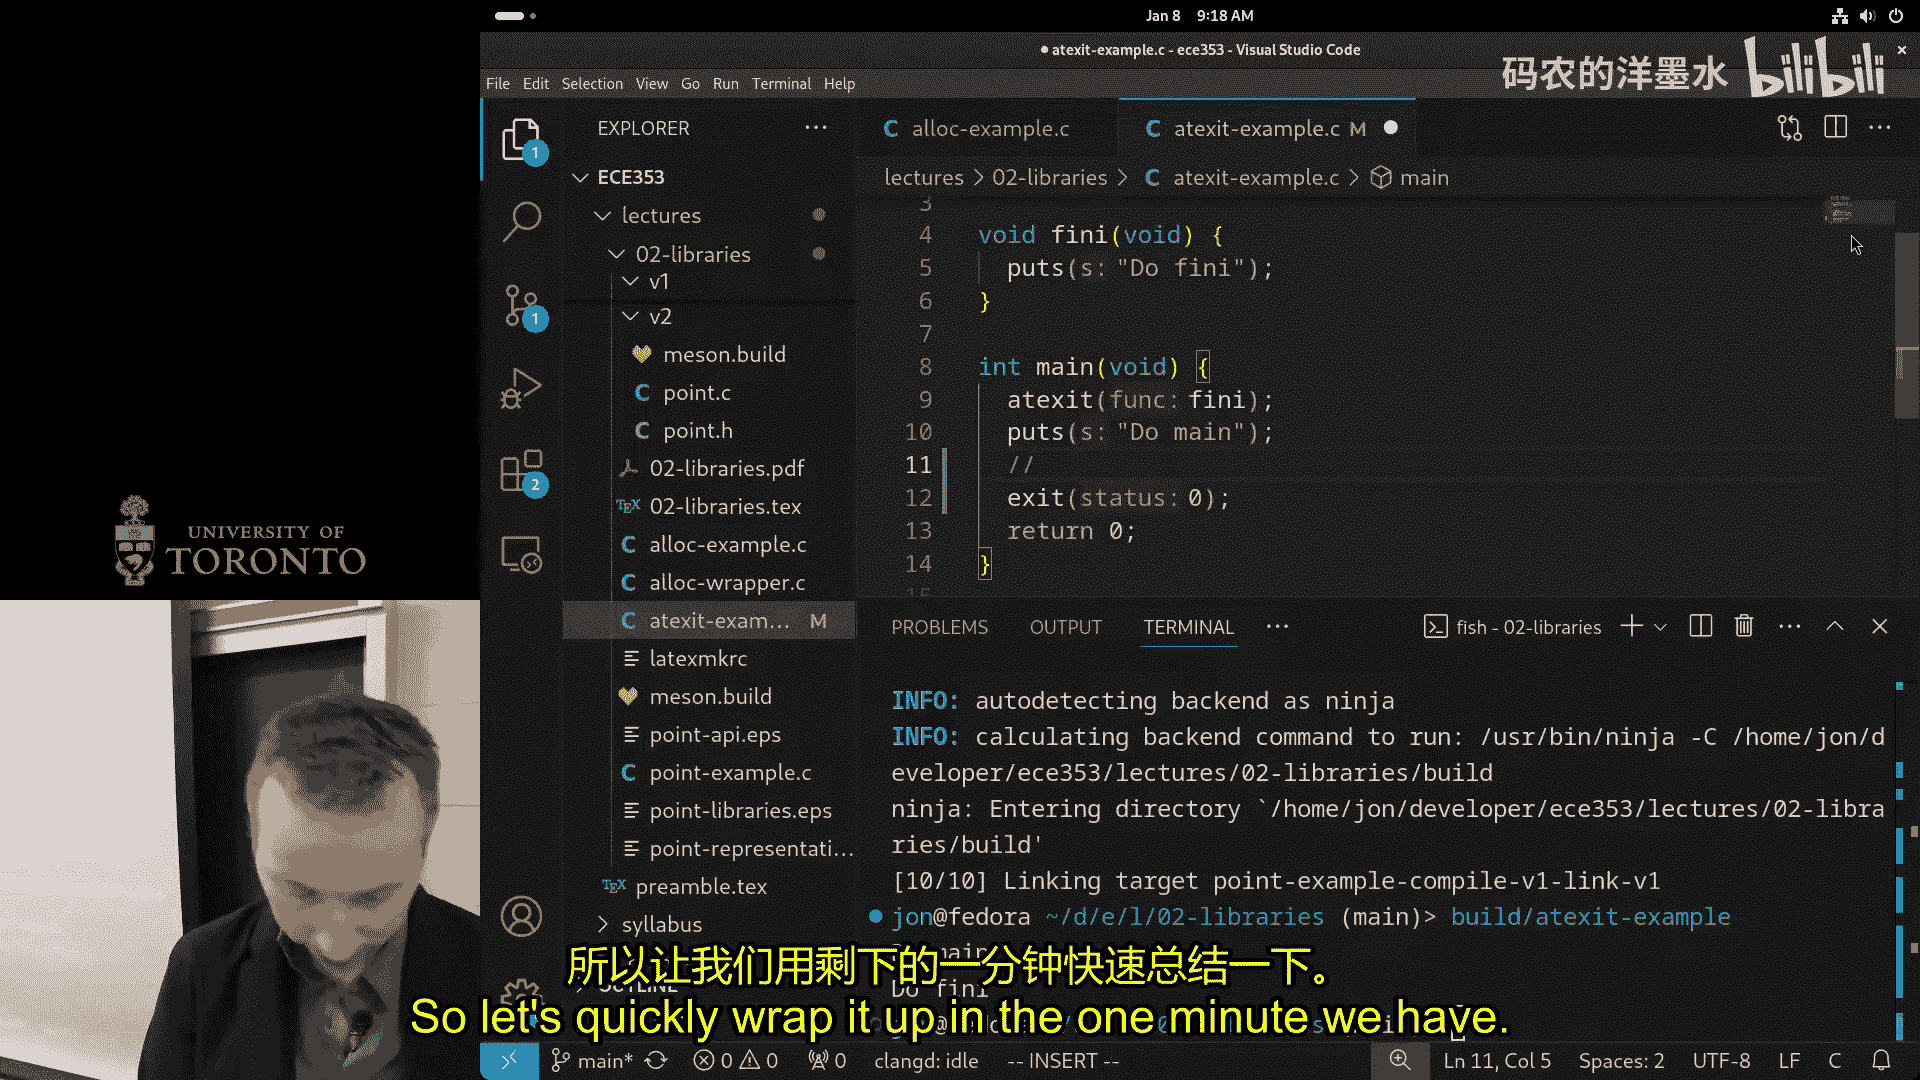 Jan 8 9:18 AM
atexit-example.c - ece353 - Visual Studio Code
码农的洋墨水 bilibili
File Edit Selection View Go Run Terminal Help
EXPLORER
ECE353
lectures
02-libraries
v1
v2
meson.build
point.c
point.h
02-libraries.pdf
02-libraries.tex
alloc-example.c
alloc-wrapper.c
atexit-exam... M
latexmkrc
meson.build
point-api.eps
point-example.c
point-libraries.eps
point-representati...
preamble.tex
syllabus
OUTLINE
1
1
2
alloc-example.c
atexit-example.c M
lectures > 02-libraries > C atexit-example.c > main
3
4 void fini(void) {
5 puts(s: "Do fini");
6 }
7
8 int main(void) {
9 atexit(func: fini);
10 puts(s: "Do main");
11 //
12 exit(status: 0);
13 return 0;
14 }
15
PROBLEMS OUTPUT TERMINAL
fish - 02-libraries
INFO: autodetecting backend as ninja
INFO: calculating backend command to run: /usr/bin/ninja -C /home/jon/d
eveloper/ece353/lectures/02-libraries/build
ninja: Entering directory `/home/jon/developer/ece353/lectures/02-libra
ries/build'
[10/10] Linking target point-example-compile-v1-link-v1
jon@fedora ~/d/e/l/02-libraries (main)> build/atexit-example
Do fini
UNIVERSITY OF
TORONTO
所以让我们用剩下的一分钟快速总结一下。
So let's quickly wrap it up in the one minute we have.
main* 0 0 0 clangd: idle -- INSERT -- Ln 11, Col 5 Spaces: 2 UTF-8 LF C